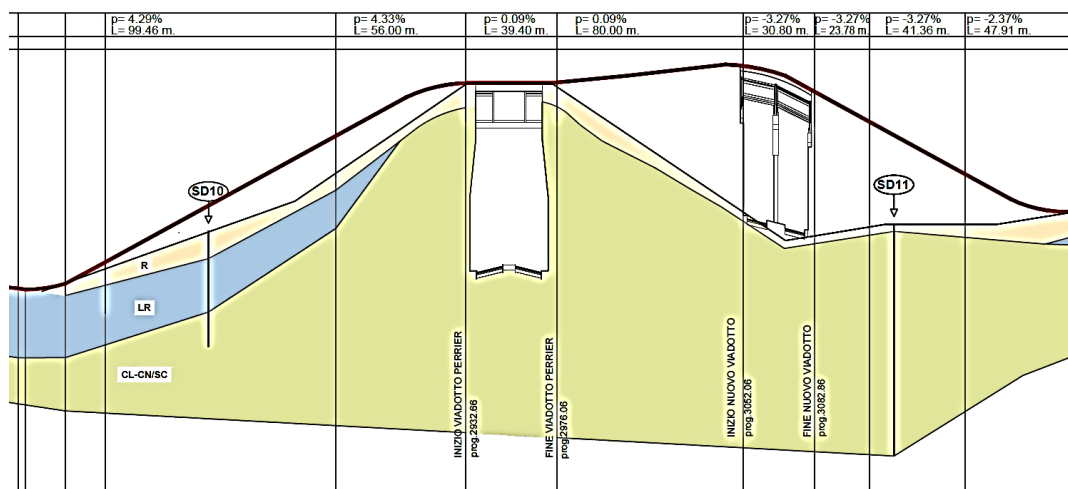 p= 4.29%
L= 99.46 m.
p= 4.33%
L= 56.00 m.
p= 0.09%
L= 39.40 m.
p= 0.09%
L= 80.00 m.
p= -3.27%
L= 30.80 m.
p= -3.27%
L= 23.78 m.
p= -3.27%
L= 41.36 m.
p= -2.37%
L= 47.91 m.
SD10
SD11
R
LR
CL-CN/SC
INIZIO VIADOTTO PERRIER
prog.2932.66
FINE VIADOTTO PERRIER
prog.2976.06
INIZIO NUOVO VIADOTTO
prog.3052.06
FINE NUOVO VIADOTTO
prog.3082.86